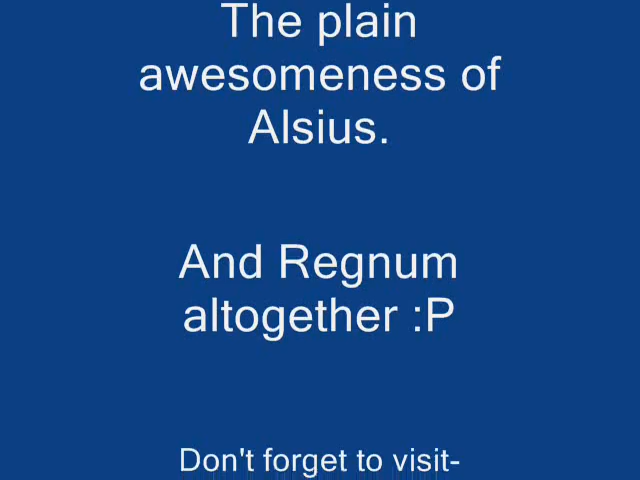 The plain
awesomeness of
Alsius.
And Regnum
altogether :P
Don't forget to visit-